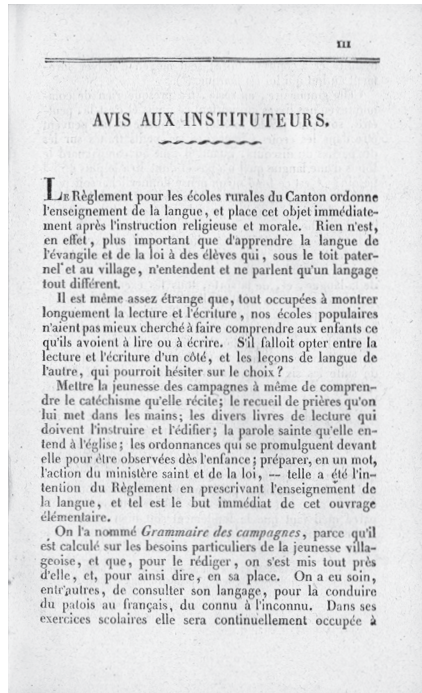 III
AVIS AUX INSTITUTEURS.
LE Règlement pour les écoles rurales du Canton ordonne
l'enseignement de la langue, et place cet objet immédiate-
ment après l'instruction religieuse et morale. Rien n'est,
en effet, plus important que d'apprendre la langue de
l'évangile et de la loi à des élèves qui, sous le toit pater-
nel et au village, n'entendent et ne parlent qu'un langage
tout différent.
Il est même assez étrange que, tout occupées à montrer
longuement la lecture et l'écriture, nos écoles populaires
n'aient pas mieux cherché à faire comprendre aux enfants ce
qu'ils avoient à lire ou à écrire. S'il falloit opter entre la
lecture et l'écriture d'un côté, et les leçons de langue de
l'autre, qui pourroit hésiter sur le choix?
Mettre la jeunesse des campagnes à même de compren-
dre le catéchisme qu'elle récite; le recueil de prières qu'on
lui met dans les mains; les divers livres de lecture qui
doivent l'instruire et l'édifier; la parole sainte qu'elle en-
tend à l'église; les ordonnances qui se promulguent devant
elle pour être observées dès l'enfance; préparer, en un mot,
l'action du ministère saint et de la loi, — telle a été l'in-
tention du Règlement en prescrivant l'enseignement de
la langue, et tel est le but immédiat de cet ouvrage
élémentaire.
On l'a nommé Grammaire des campagnes, parce qu'il
est calculé sur les besoins particuliers de la jeunesse villa-
geoise, et que, pour le rédiger, on s'est mis tout près
d'elle, et, pour ainsi dire, en sa place. On a eu soin,
entr'autres, de consulter son langage, pour la conduire
du patois au français, du connu à l'inconnu. Dans ses
exercices scolaires elle sera continuellement occupée à